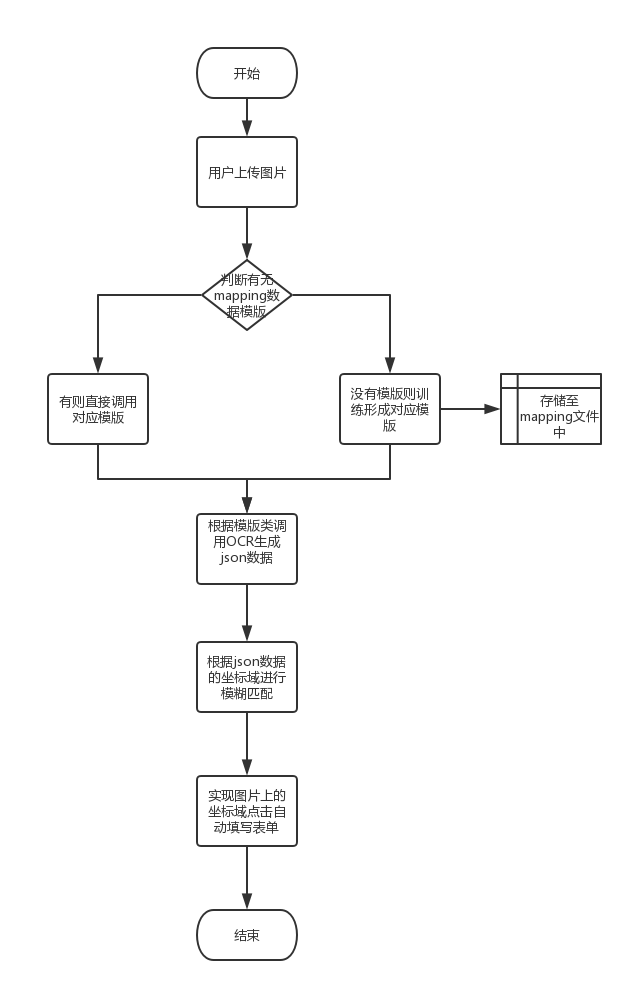 开始
用户上传图片
判断有无
mapping数
据模版
有则直接调用
对应模版
没有模版则训
练形成对应模
版
存储至
mapping文件
中
根据模版类调
用OCR生成
json数据
根据json数据
的坐标域进行
模糊匹配
实现图片上的
坐标域点击自
动填写表单
结束